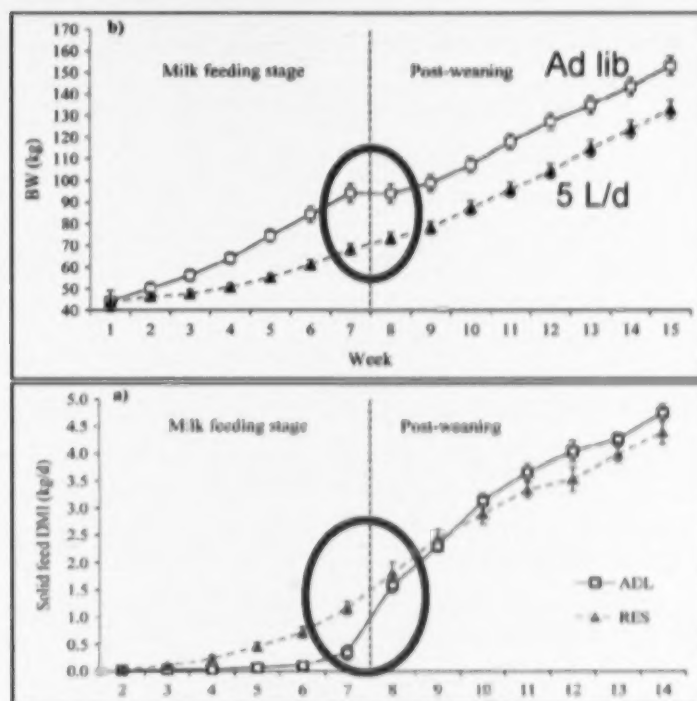 b)
Milk feeding stage
Post-weaning
Ad lib
5 L/d
BW (kg)
170
160
150
140
130
120
110
100
90
80
70
60
50
40
1 2 3 4 5 6 7 8 9 10 11 12 13 14 15
Week
a)
Milk feeding stage
Post-weaning
Solid feed DMI (kg/d)
5.0
4.5
4.0
3.5
3.0
2.5
2.0
1.5
1.0
0.5
0.0
ADL
RES
2 3 4 5 6 7 8 9 10 11 12 13 14